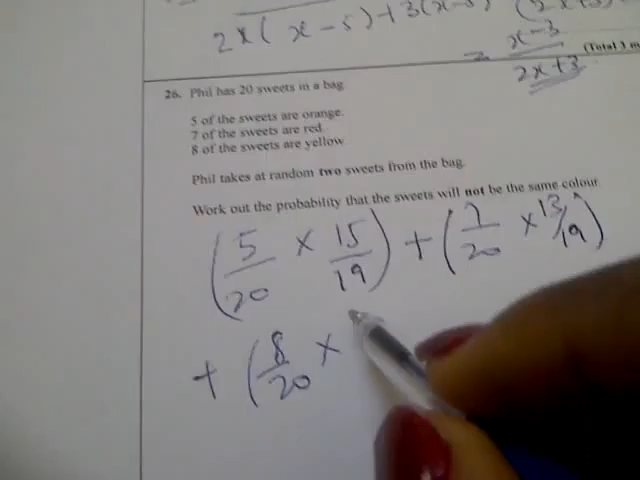 2x(x-5)+3(x-5)
= x-3
2x+3
(Total 3 m
26. Phil has 20 sweets in a bag.
5 of the sweets are orange.
7 of the sweets are red.
8 of the sweets are yellow.
Phil takes at random two sweets from the bag.
Work out the probability that the sweets will not be the same colour.
(5/20 × 15/19) + (7/20 × 13/19)
+ (8/20 ×